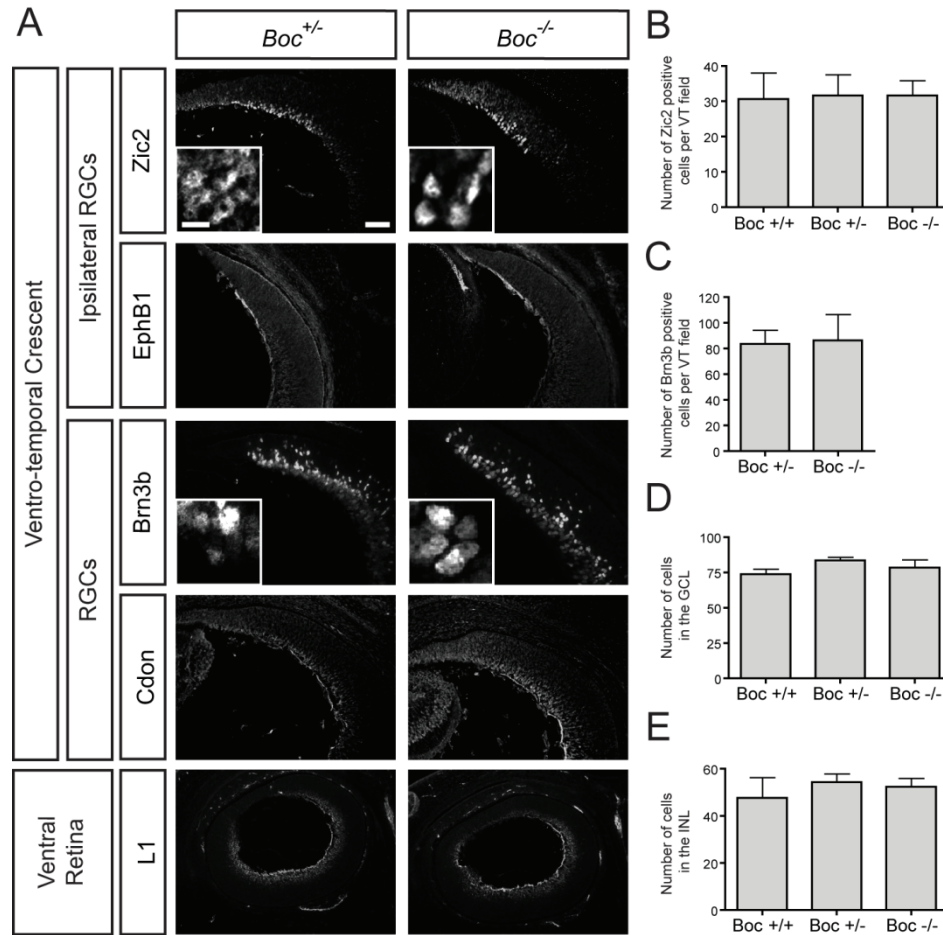 A
Boc+/-
Boc-/-
Ventro-temporal Crescent
Ipsilateral RGCs
Zic2
EphB1
RGCs
Brn3b
Cdon
Ventral
Retina
L1
B
Number of Zic2 positive
cells per VT field
40
30
20
10
0
Boc +/+
Boc +/-
Boc -/-
C
Number of Brn3b positive
cells per VT field
120
100
80
60
40
20
0
Boc +/-
Boc -/-
D
Number of cells
in the GCL
100
75
50
25
0
Boc +/+
Boc +/-
Boc -/-
E
Number of cells
in the INL
60
40
20
0
Boc +/+
Boc +/-
Boc -/-